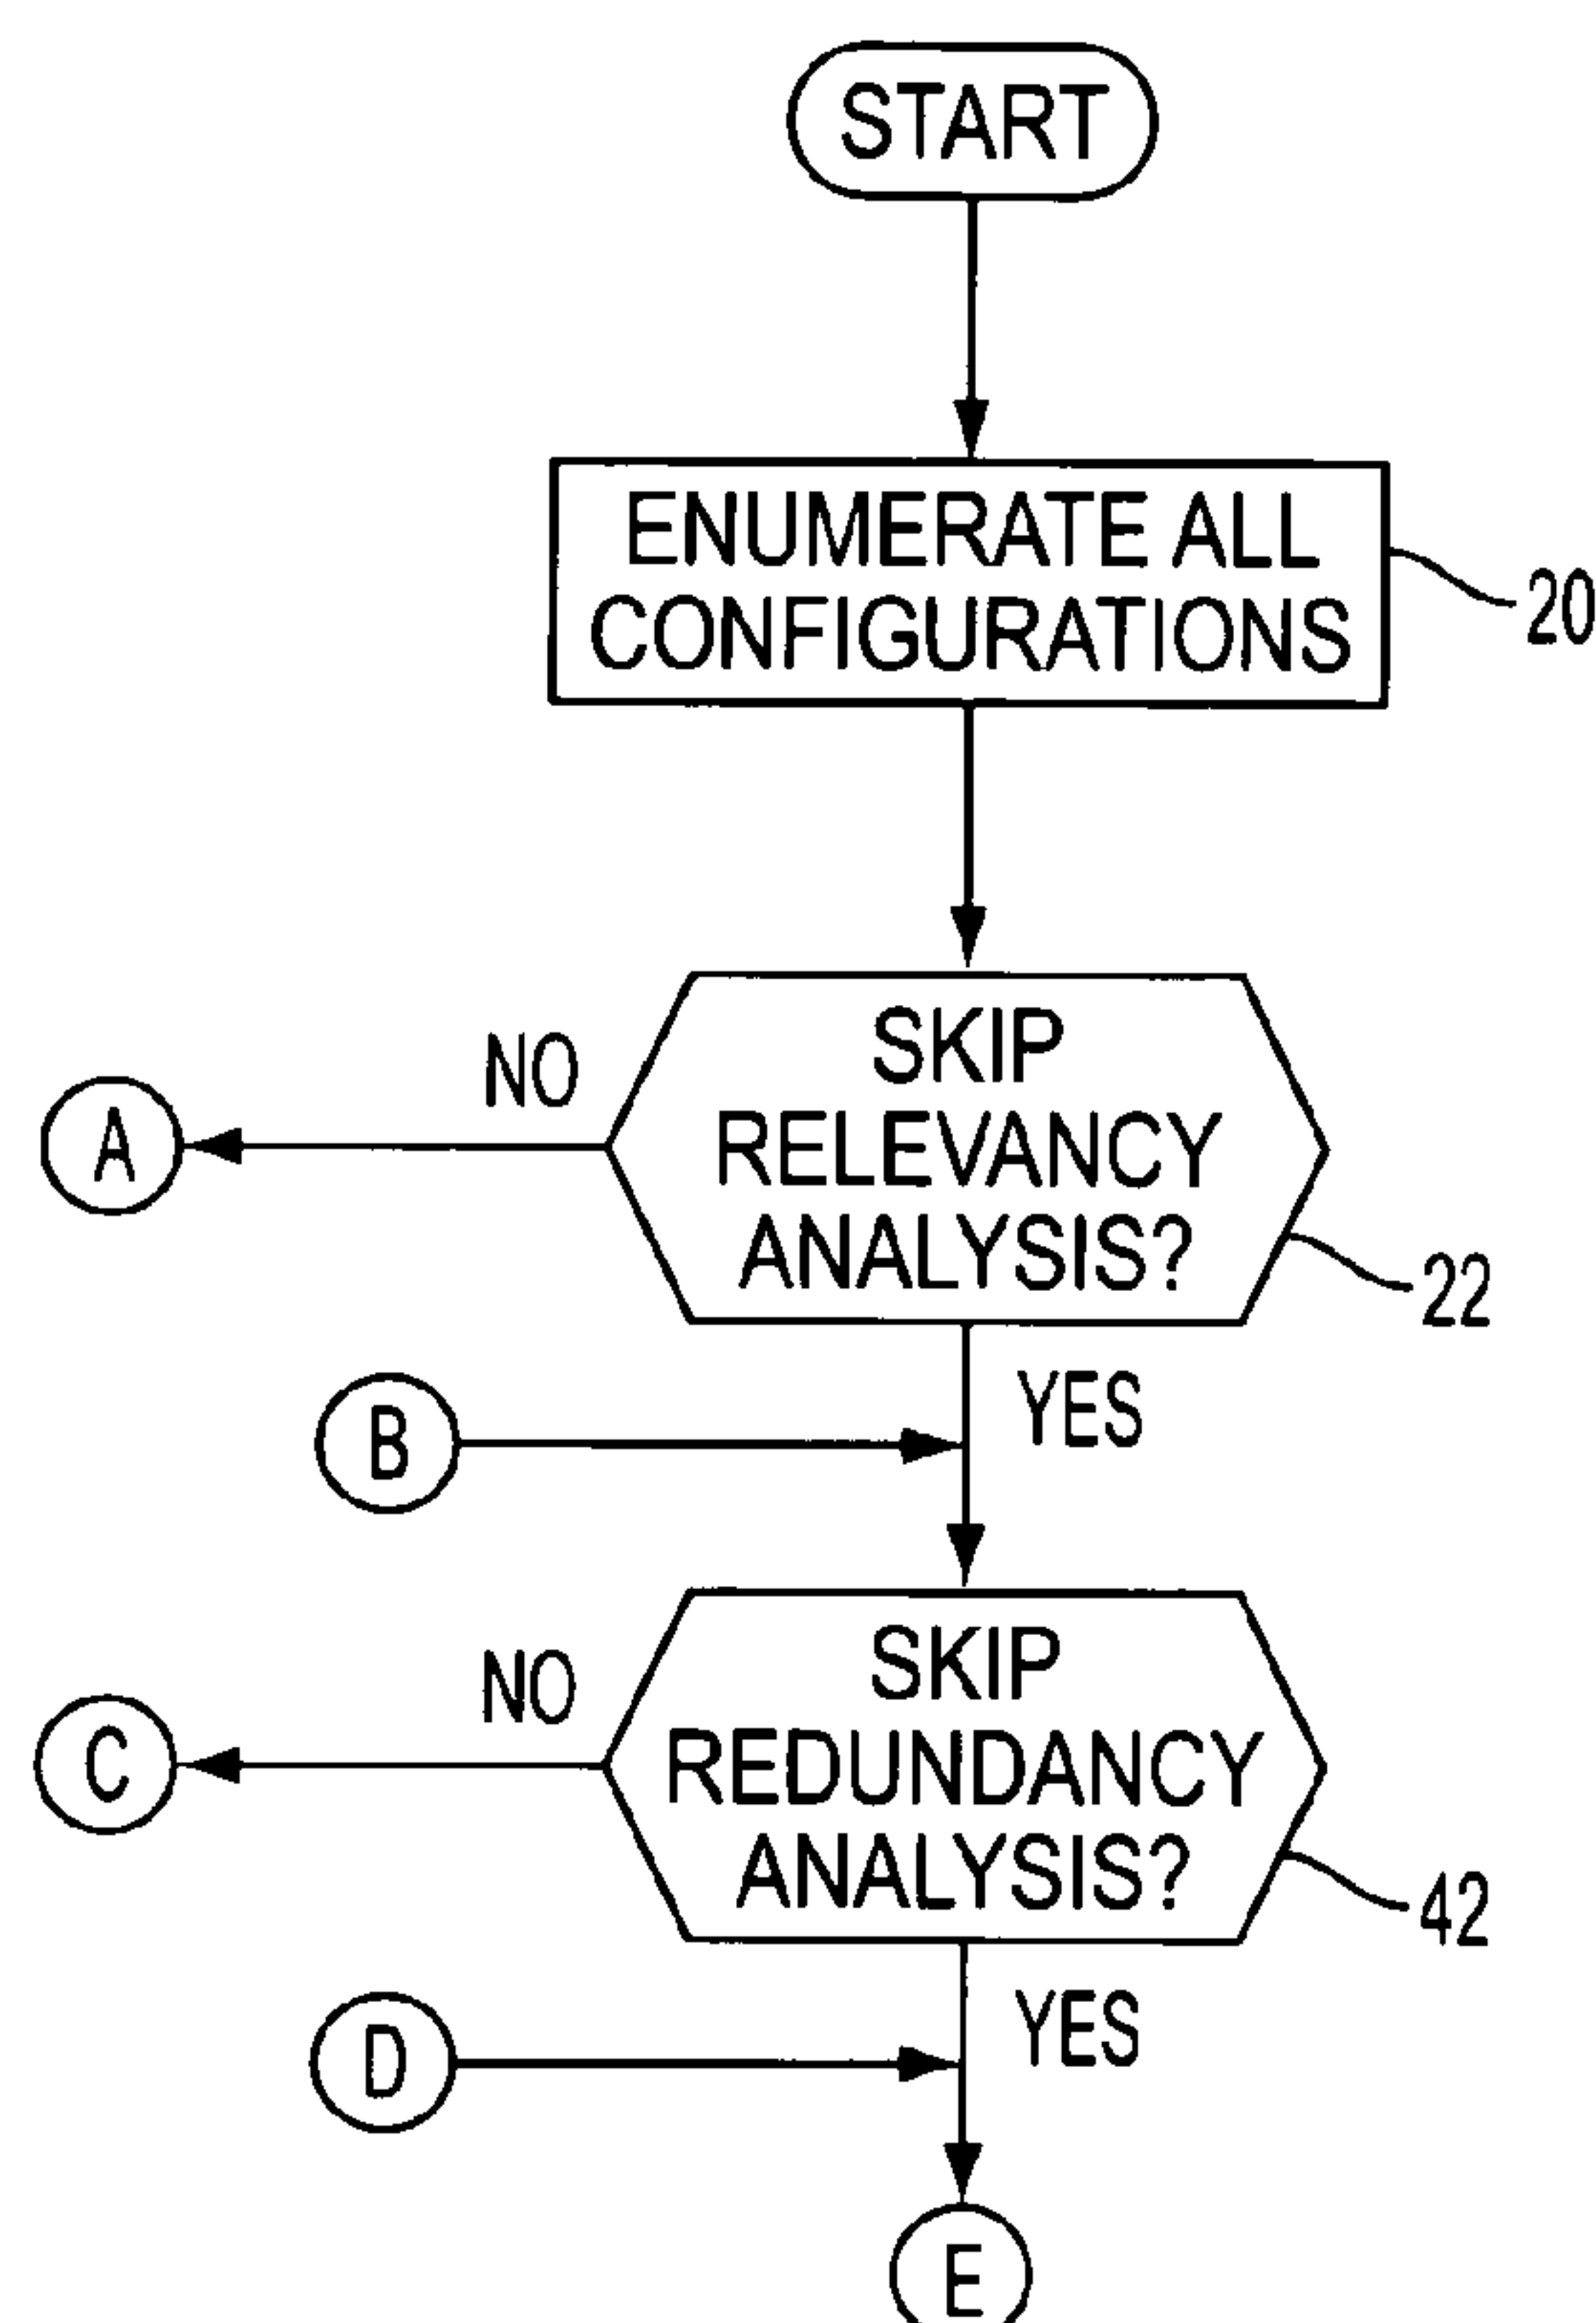 START
ENUMERATE ALL
CONFIGURATIONS
20
SKIP
RELEVANCY
ANALYSIS?
22
NO
A
YES
B
SKIP
REDUNDANCY
ANALYSIS?
42
NO
C
YES
D
E